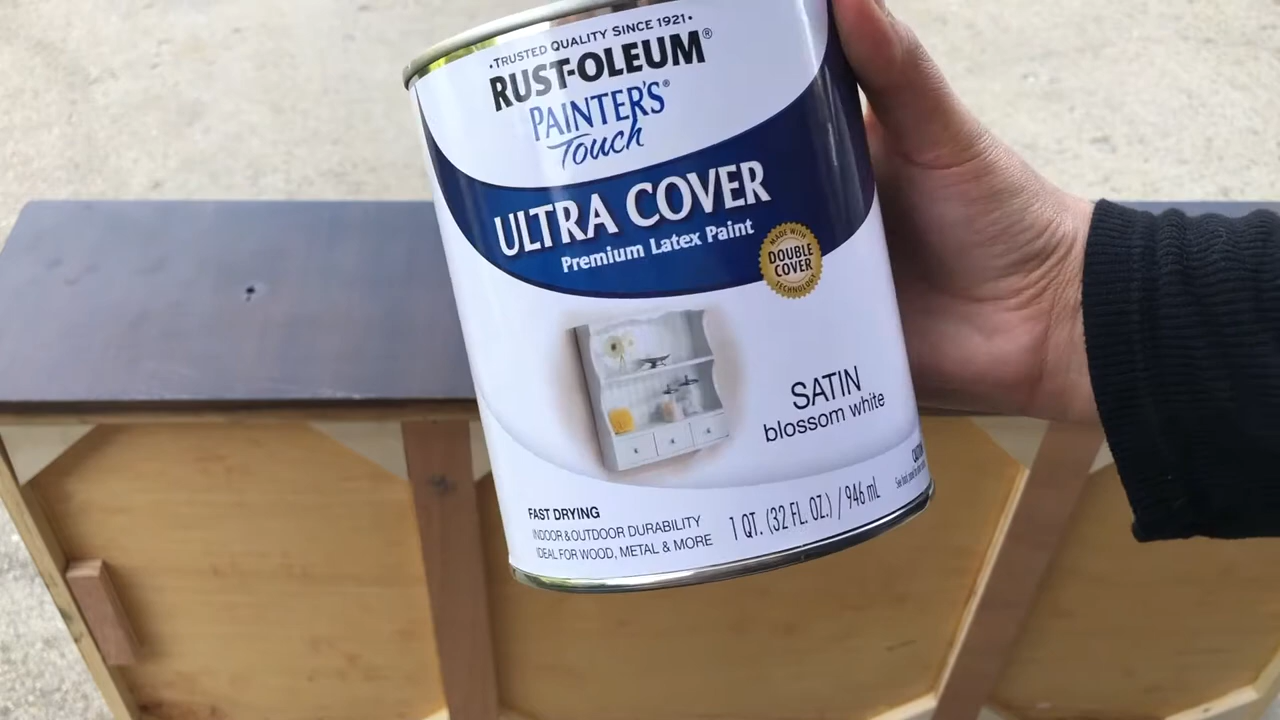 •TRUSTED QUALITY SINCE 1921•
RUST-OLEUM®
PAINTER'S®
Touch
ULTRA COVER
Premium Latex Paint
MADE WITH
DOUBLE
COVER
TECHNOLOGY
SATIN
blossom white
FAST DRYING
INDOOR & OUTDOOR DURABILITY
IDEAL FOR WOOD, METAL & MORE
1 QT. (32 FL. OZ.) / 946 mL